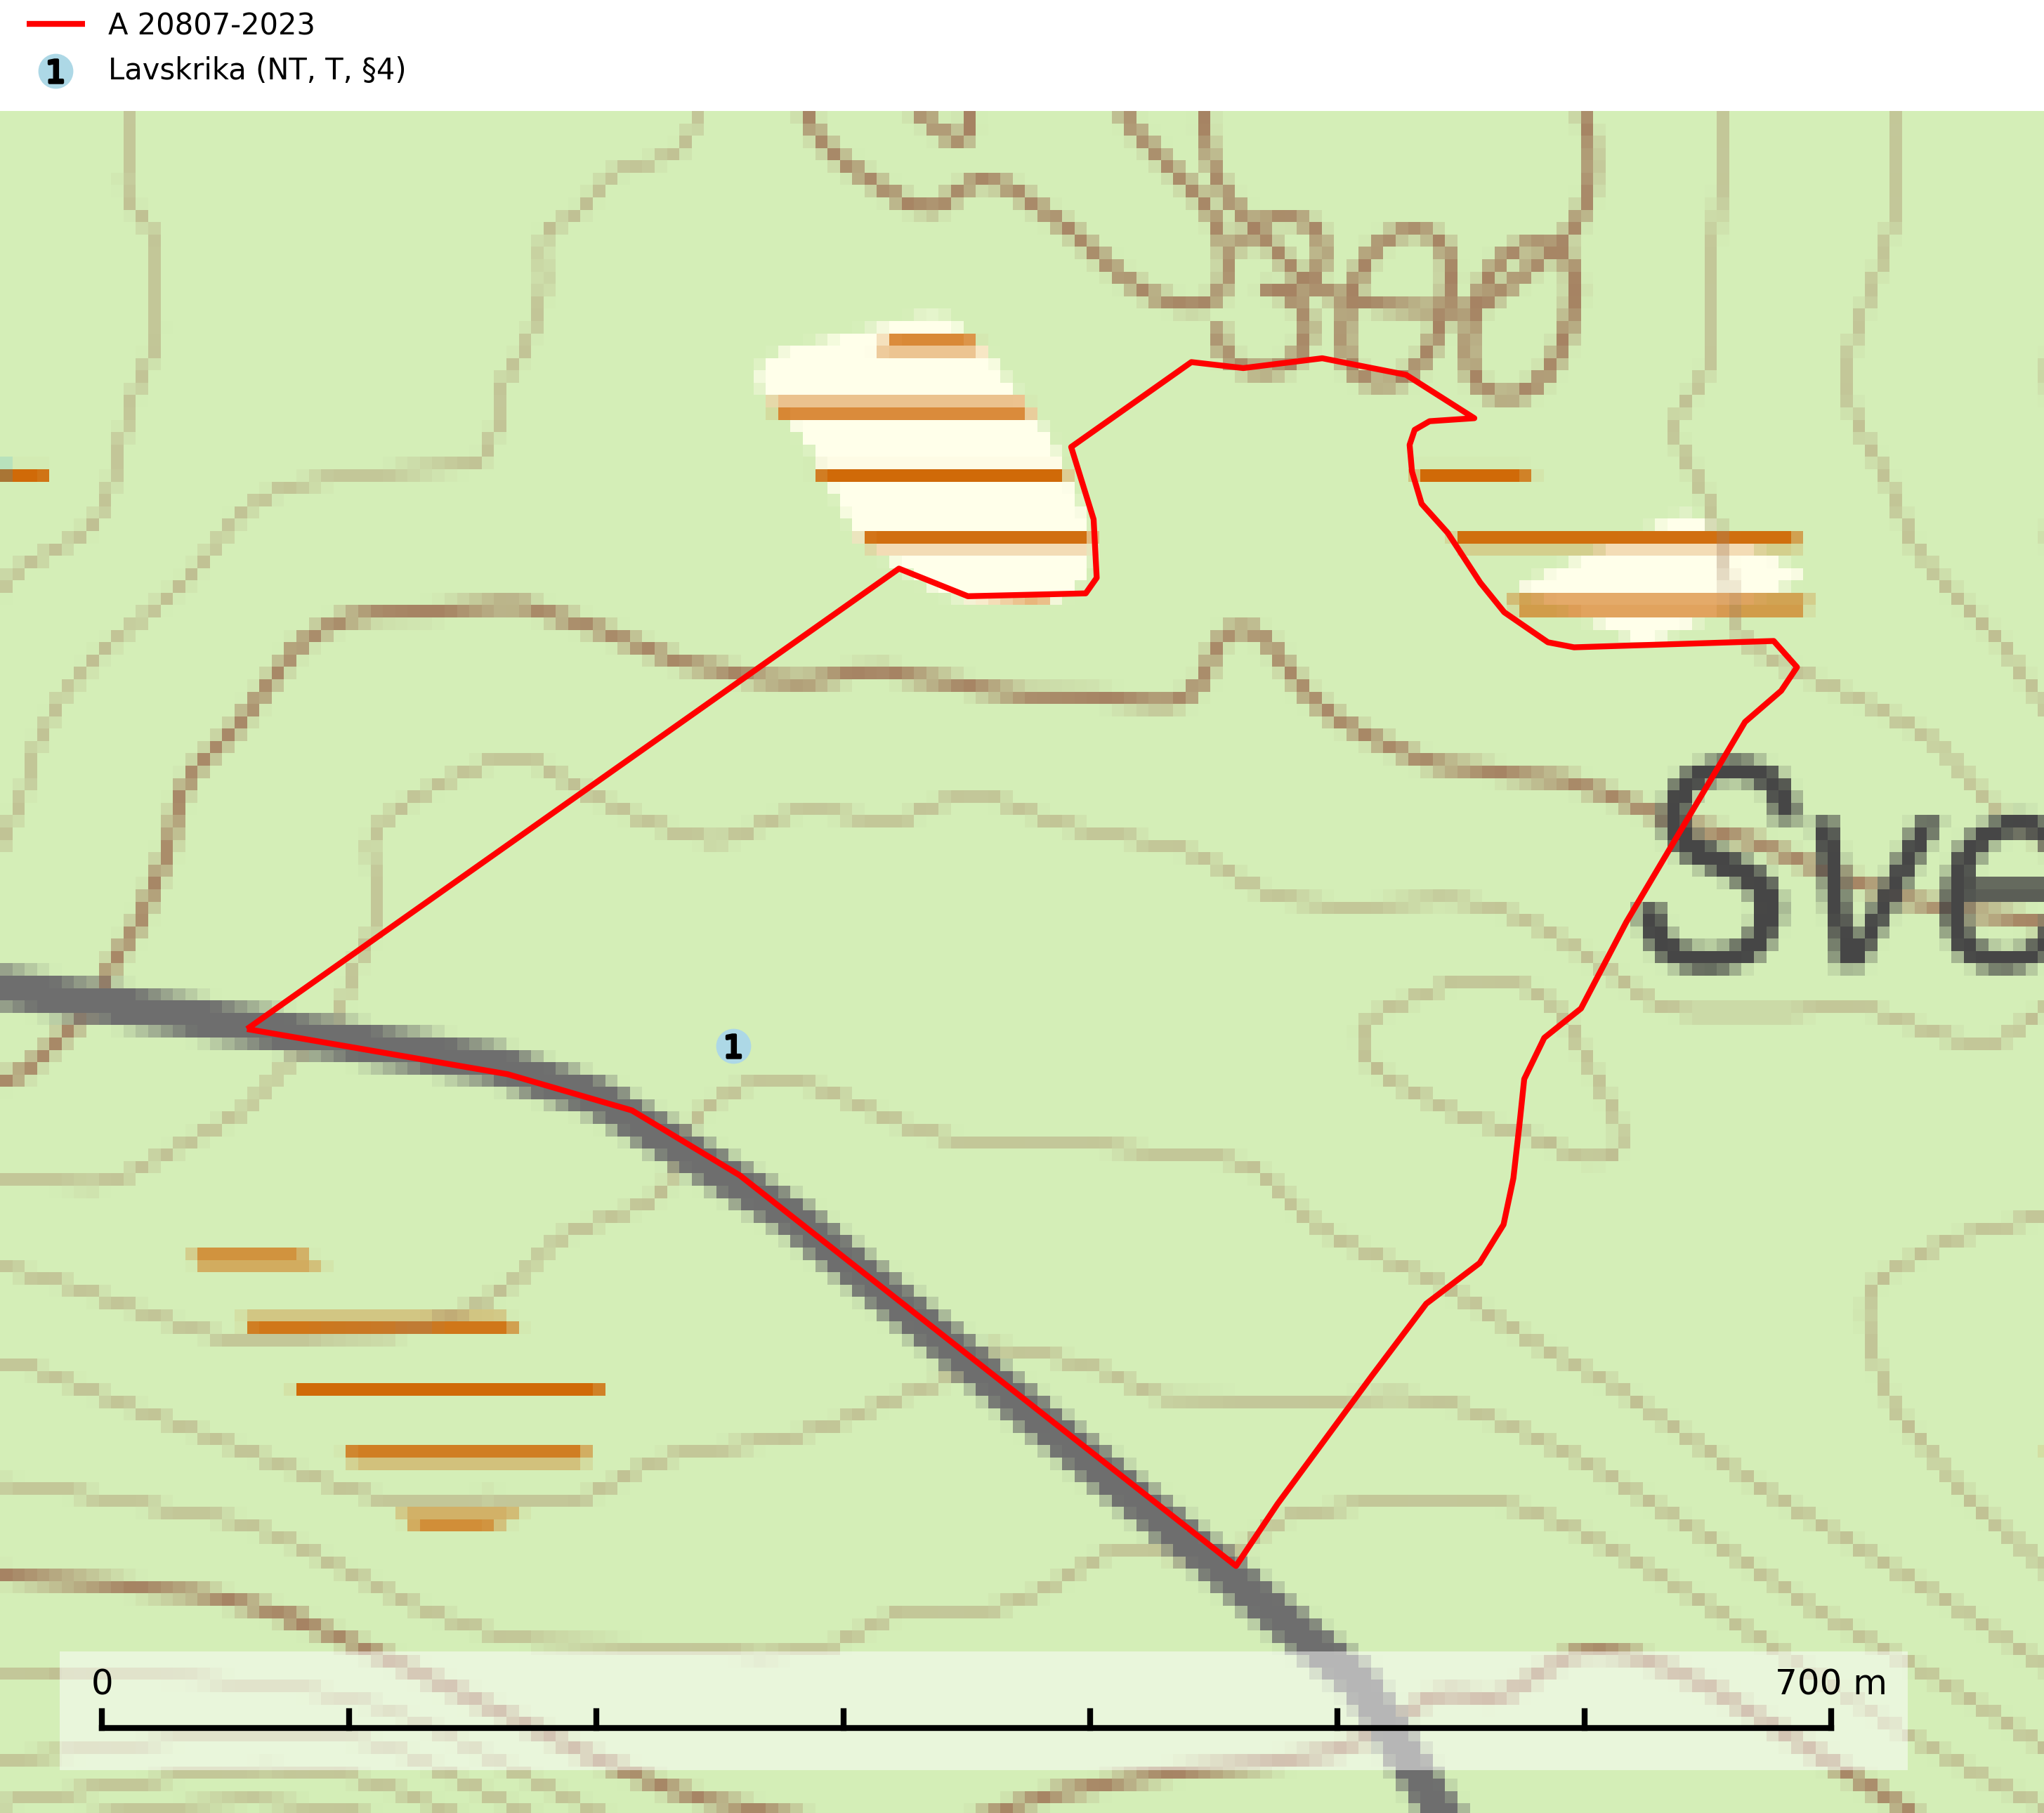 A 20807-2023
1 Lavskrika (NT, T, §4)
380
Sve
1
0 700 m